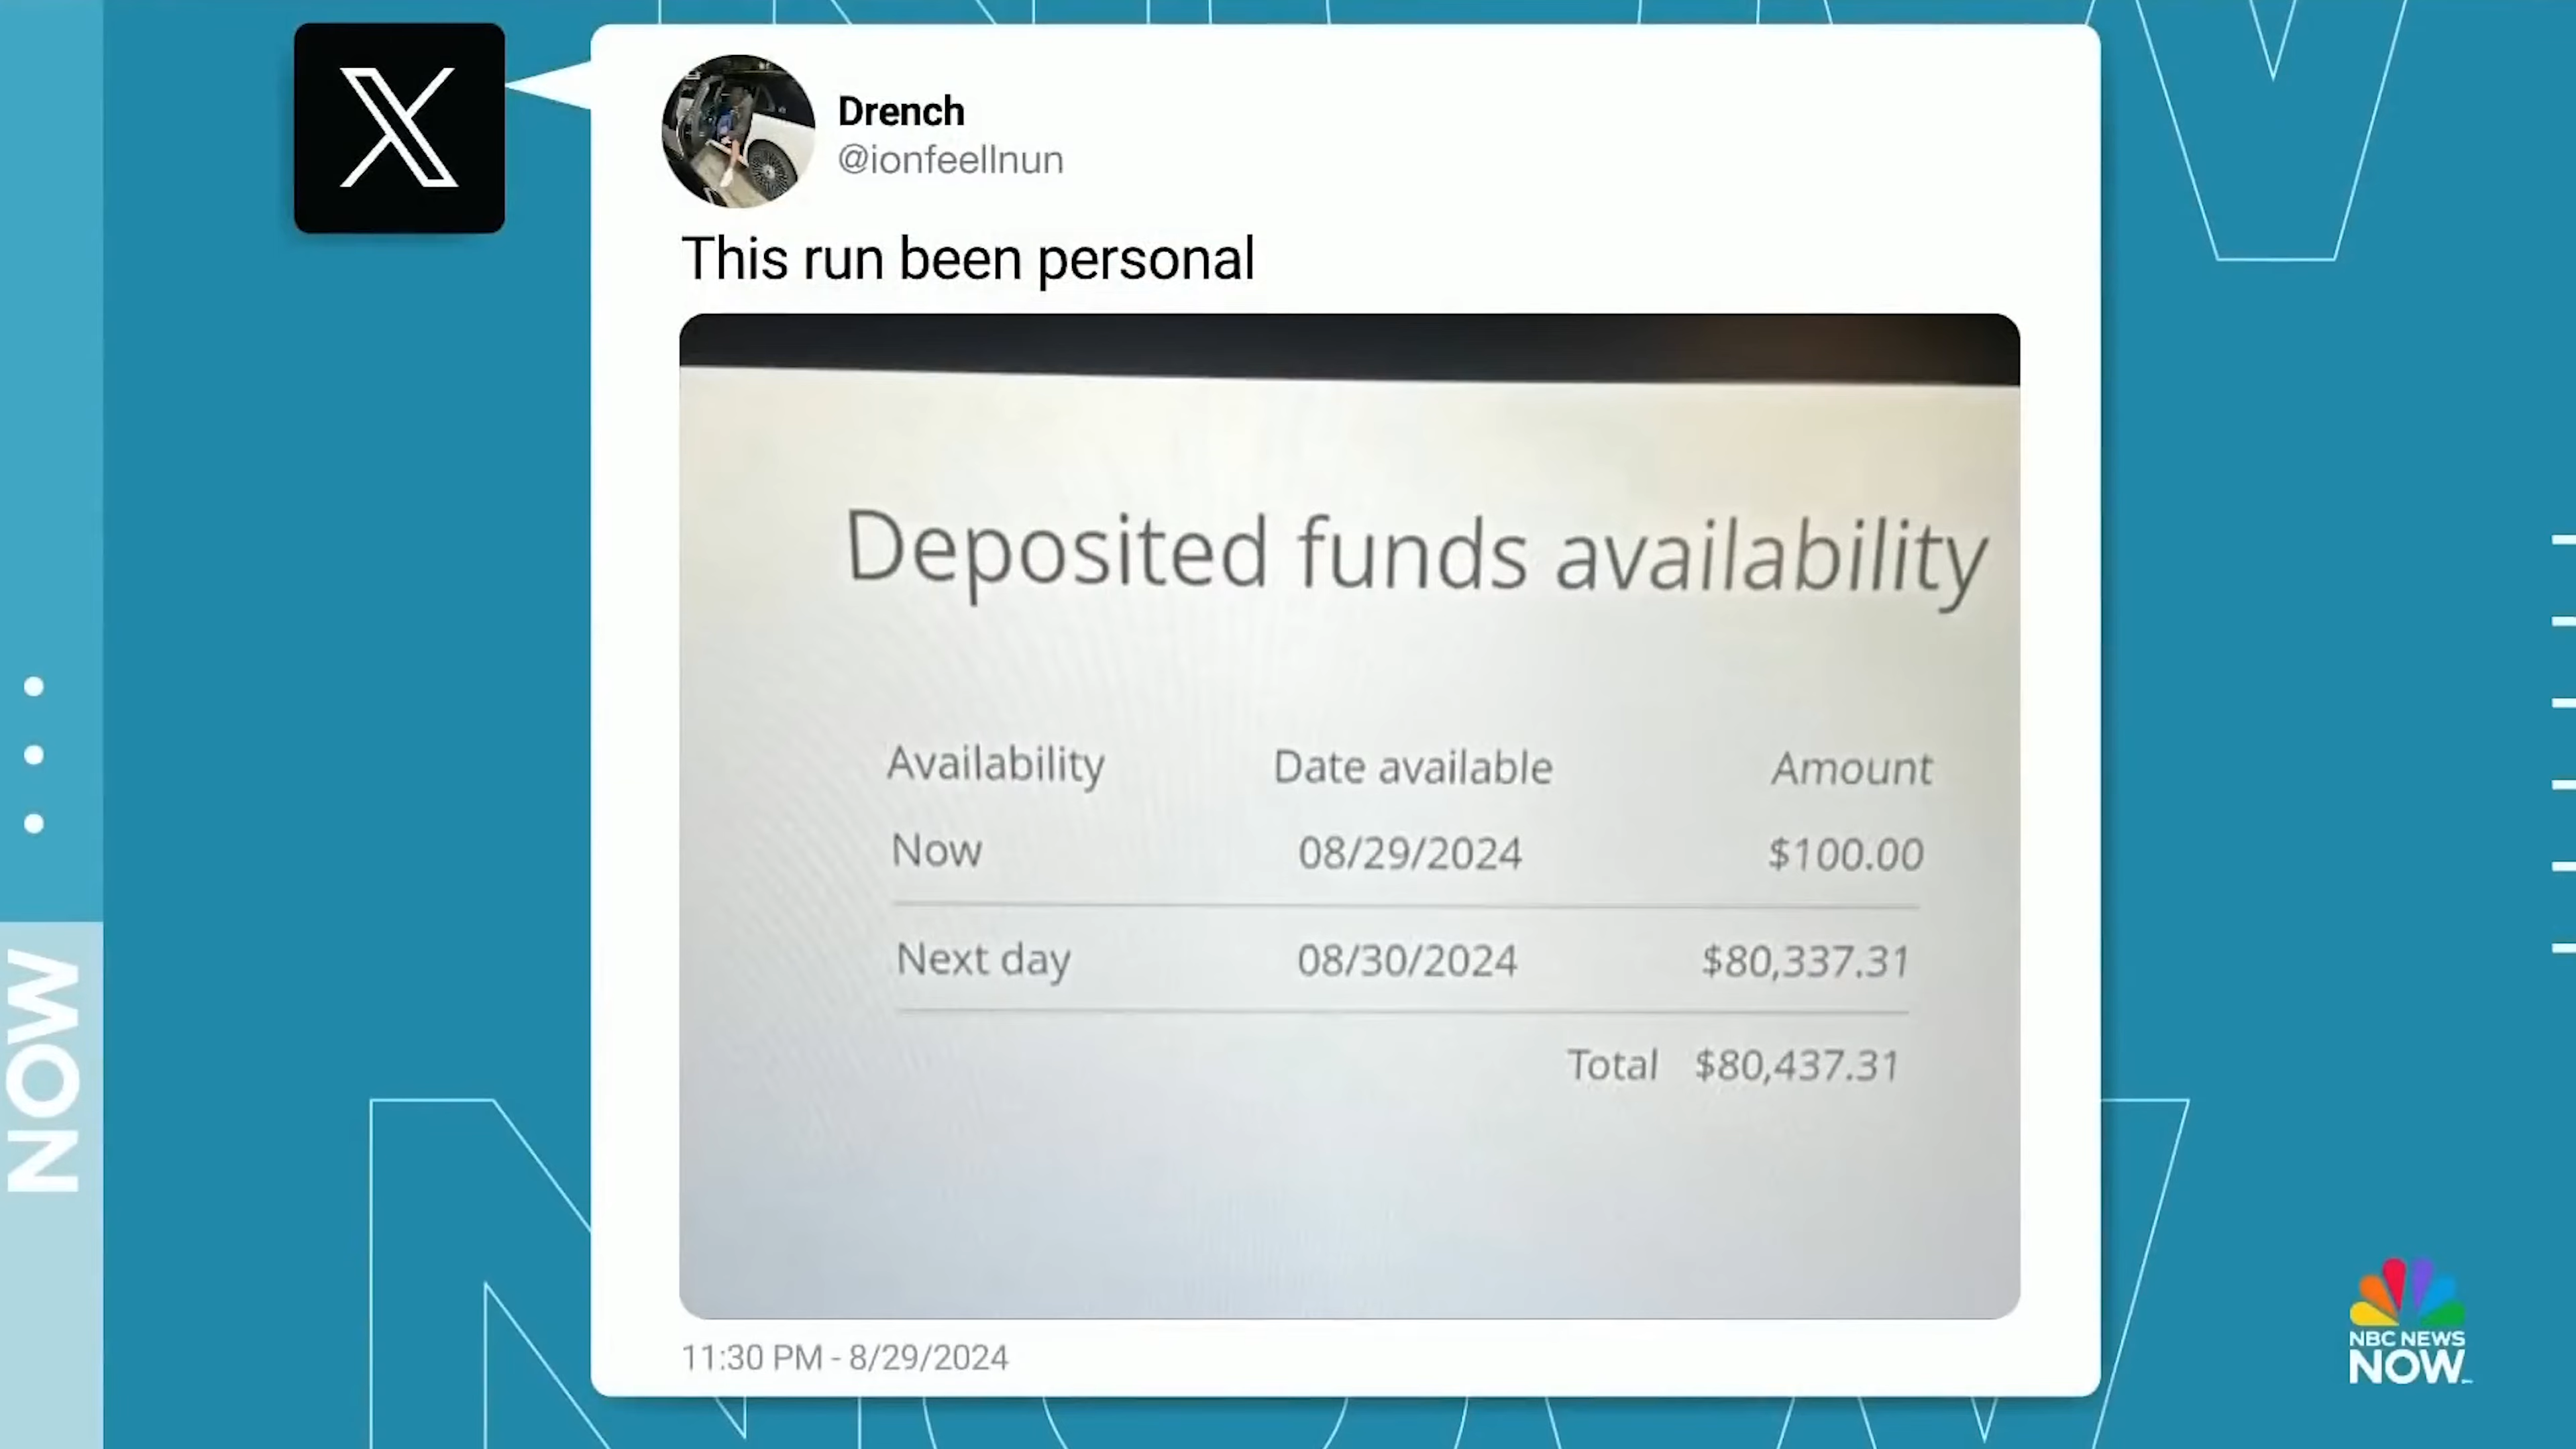 Drench
@ionfeellnun
This run been personal
Deposited funds availability
Availability Date available Amount
Now 08/29/2024 $100.00
Next day 08/30/2024 $80,337.31
Total $80,437.31
11:30 PM - 8/29/2024
NOW
NBC NEWS
NOW